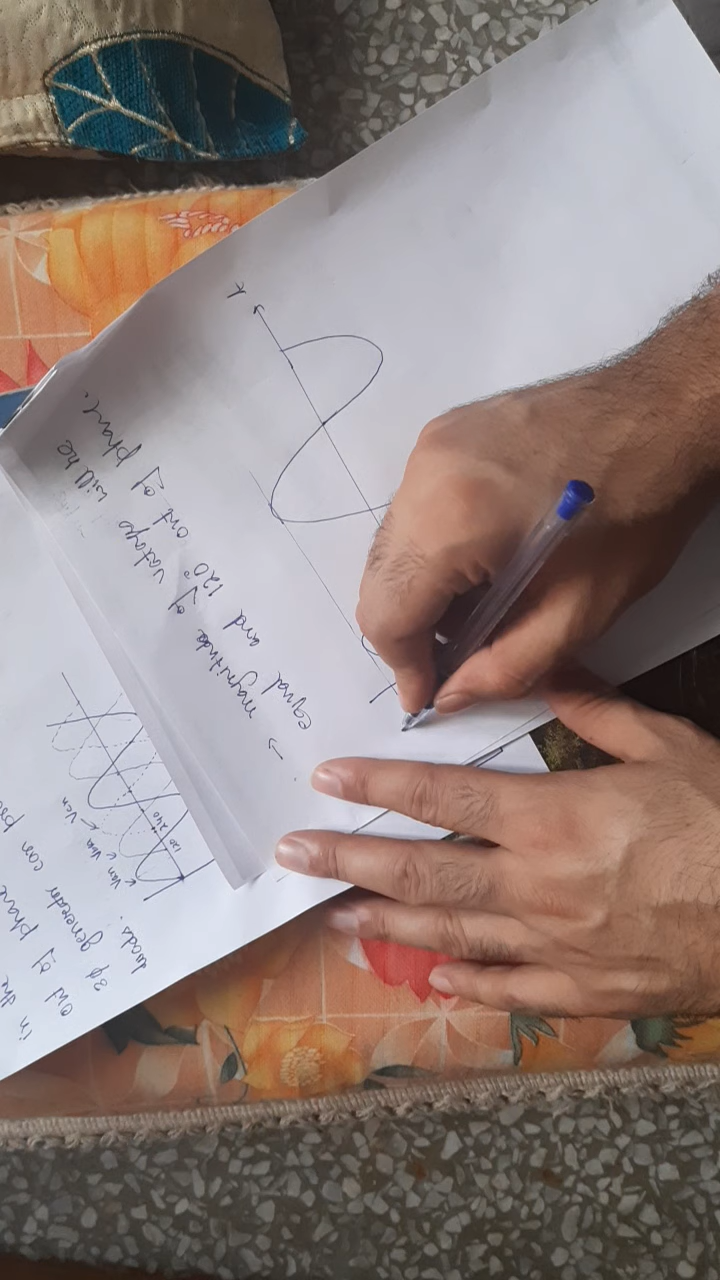 t
→ magnitude of voltage will be
equal and 120° out of phase.
120 240
← Van ← Vbn ← Vcn
loads.
3φ generator can
out of phase
in the